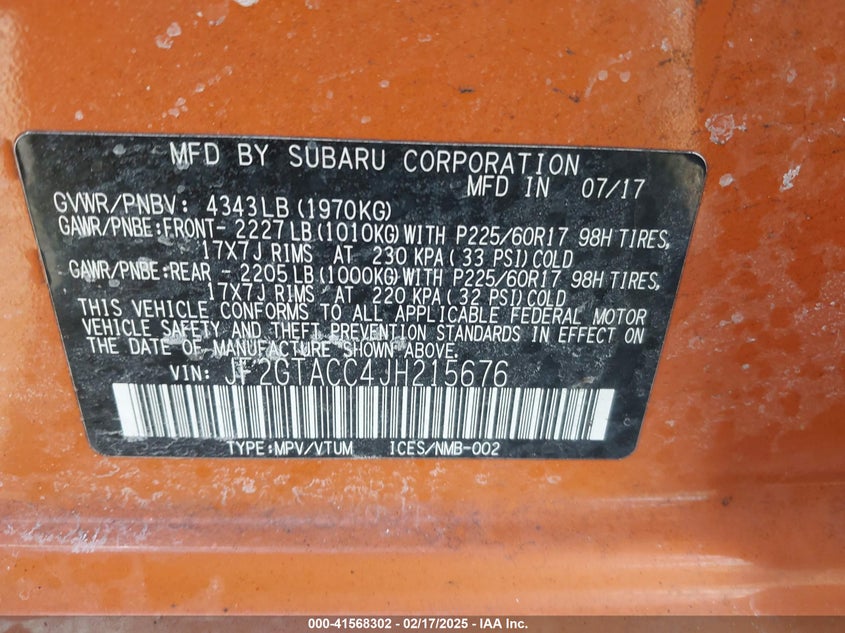 MFD BY SUBARU CORPORATION
MFD IN 07/17
GVWR/PNBV: 4343LB (1970KG)
GAWR/PNBE:FRONT- 2227LB(1010KG)WITH P225/60R17 98H TIRES,
17X7J RIMS AT 230 KPA(33 PSI)COLD
GAWR/PNBE:REAR - 2205LB(1000KG)WITH P225/60R17 98H TIRES,
17X7J RIMS AT 220 KPA(32 PSI)COLD
THIS VEHICLE CONFORMS TO ALL APPLICABLE FEDERAL MOTOR
VEHICLE SAFETY AND THEFT PREVENTION STANDARDS IN EFFECT ON
THE DATE OF MANUFACTURE SHOWN ABOVE.
VIN: JF2GTACC4JH215676
TYPE:MPV/VTUM ICES/NMB-002
000-41568302 - 02/17/2025 - IAA Inc.